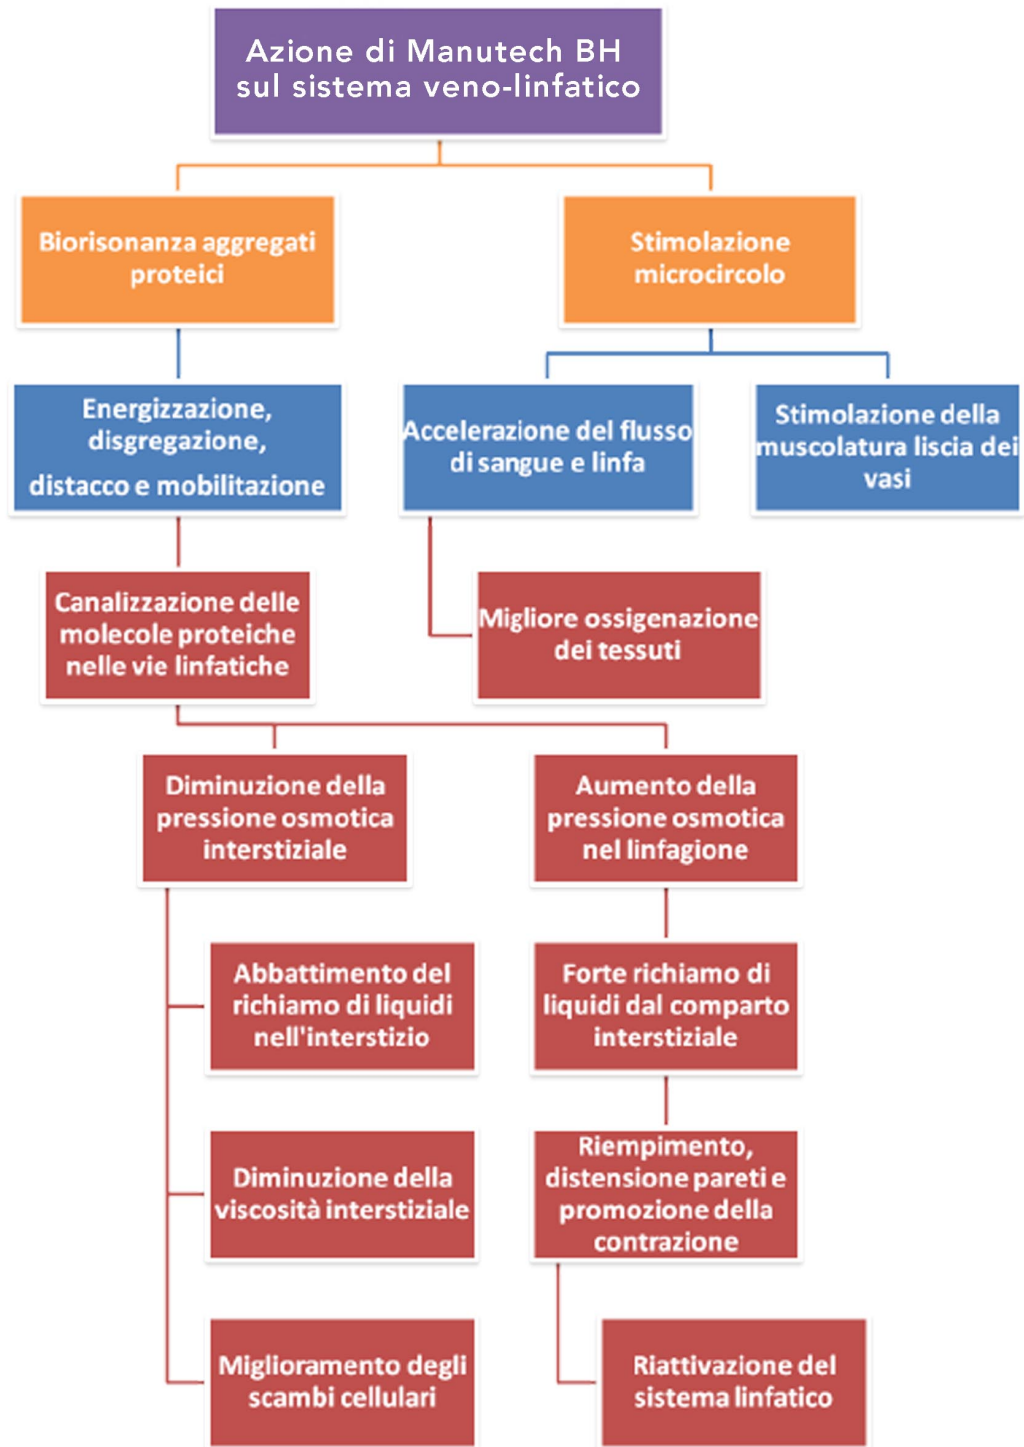 Azione di Manutech BH
sul sistema veno-linfatico
Biorisonanza aggregati
proteici
Stimolazione
microcircolo
Energizzazione,
disgregazione,
distacco e mobilitazione
Accelerazione del flusso
di sangue e linfa
Stimolazione della
muscolatura liscia dei
vasi
Canalizzazione delle
molecole proteiche
nelle vie linfatiche
Migliore ossigenazione
dei tessuti
Diminuzione della
pressione osmotica
interstiziale
Aumento della
pressione osmotica
nel linfagione
Abbattimento del
richiamo di liquidi
nell'interstizio
Forte richiamo di
liquidi dal comparto
interstiziale
Diminuzione della
viscosità interstiziale
Riempimento,
distensione pareti e
promozione della
contrazione
Miglioramento degli
scambi cellulari
Riattivazione del
sistema linfatico